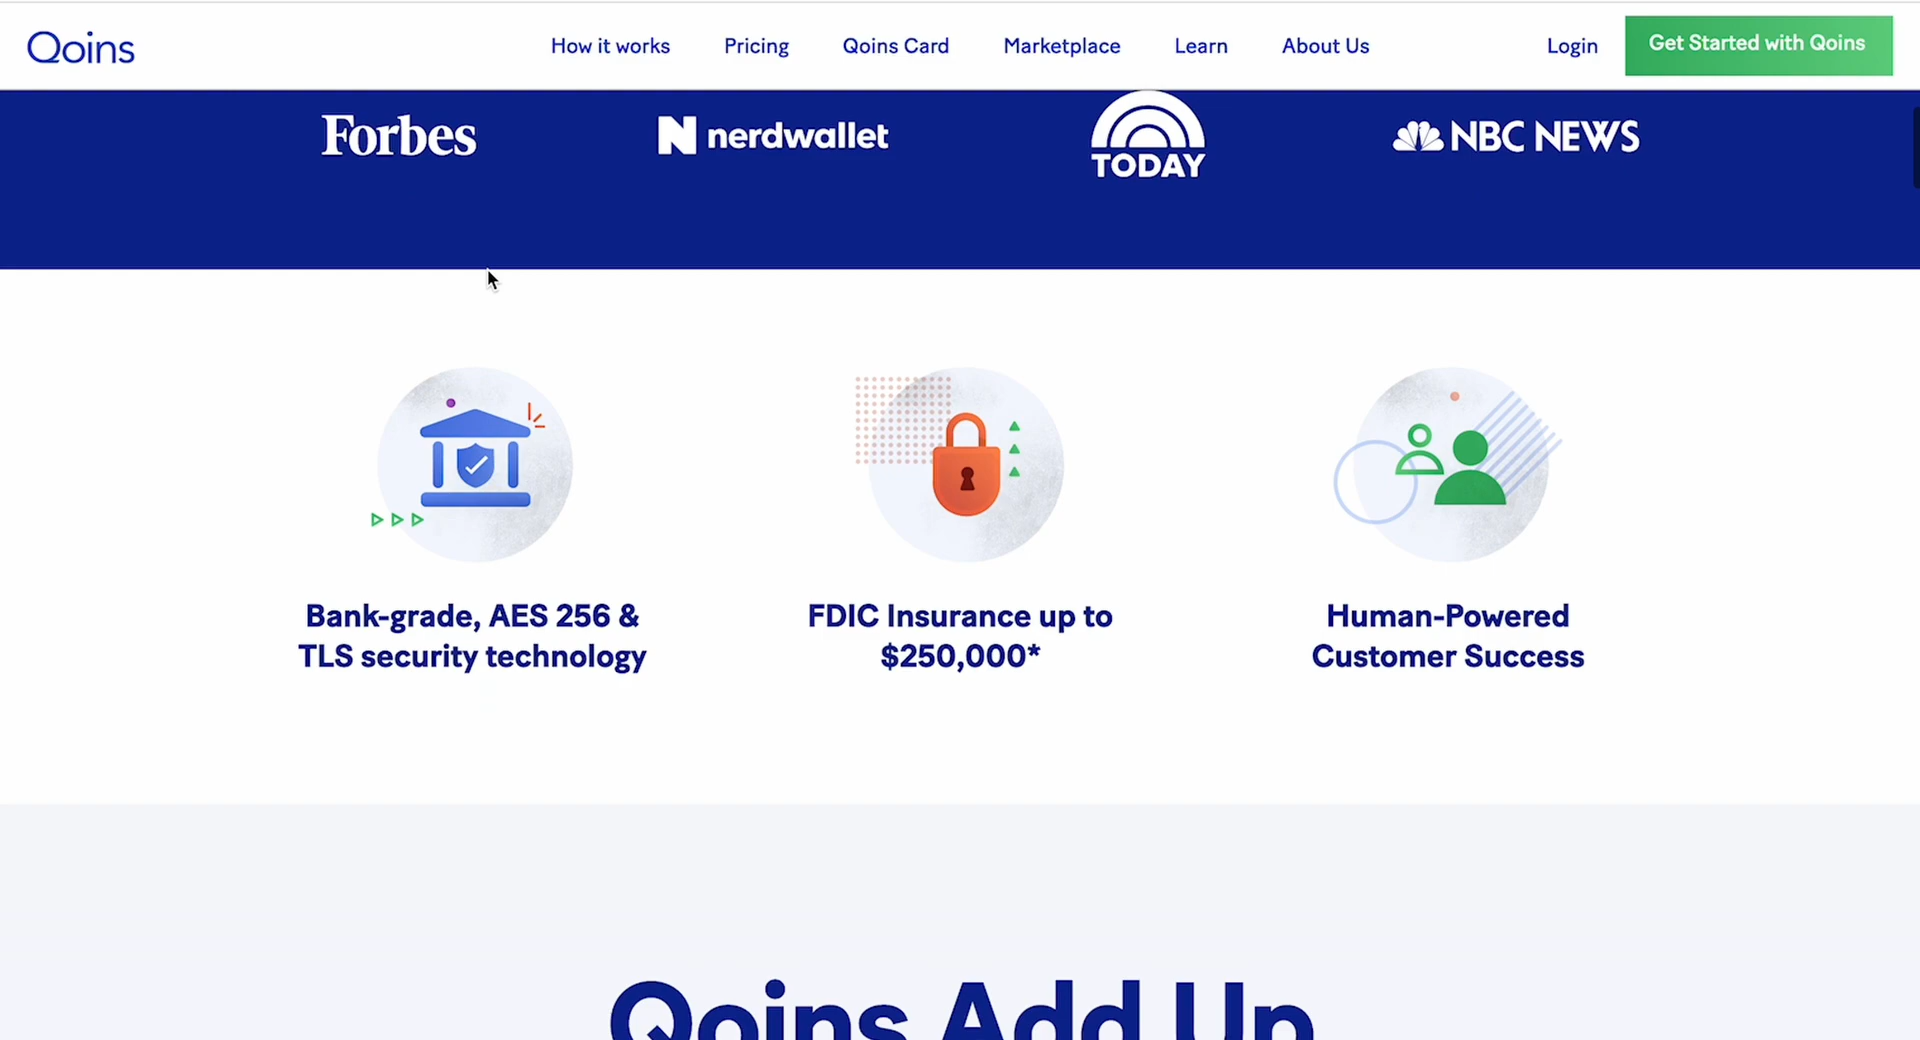 Qoins
How it works
Pricing
Qoins Card
Marketplace
Learn
About Us
Login
Get Started with Qoins
Forbes
N nerdwallet
TODAY
NBC NEWS
Bank-grade, AES 256 &
TLS security technology
FDIC Insurance up to
$250,000*
Human-Powered
Customer Success
Qoins Add Up